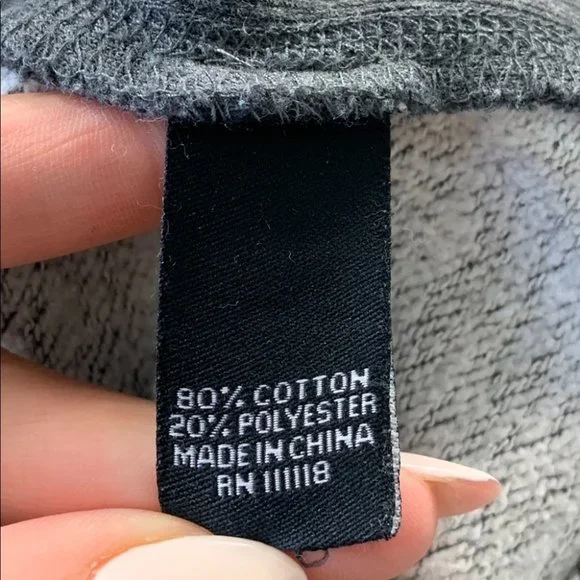 80% COTTON
20% POLYESTER
MADE IN CHINA
RN 111118